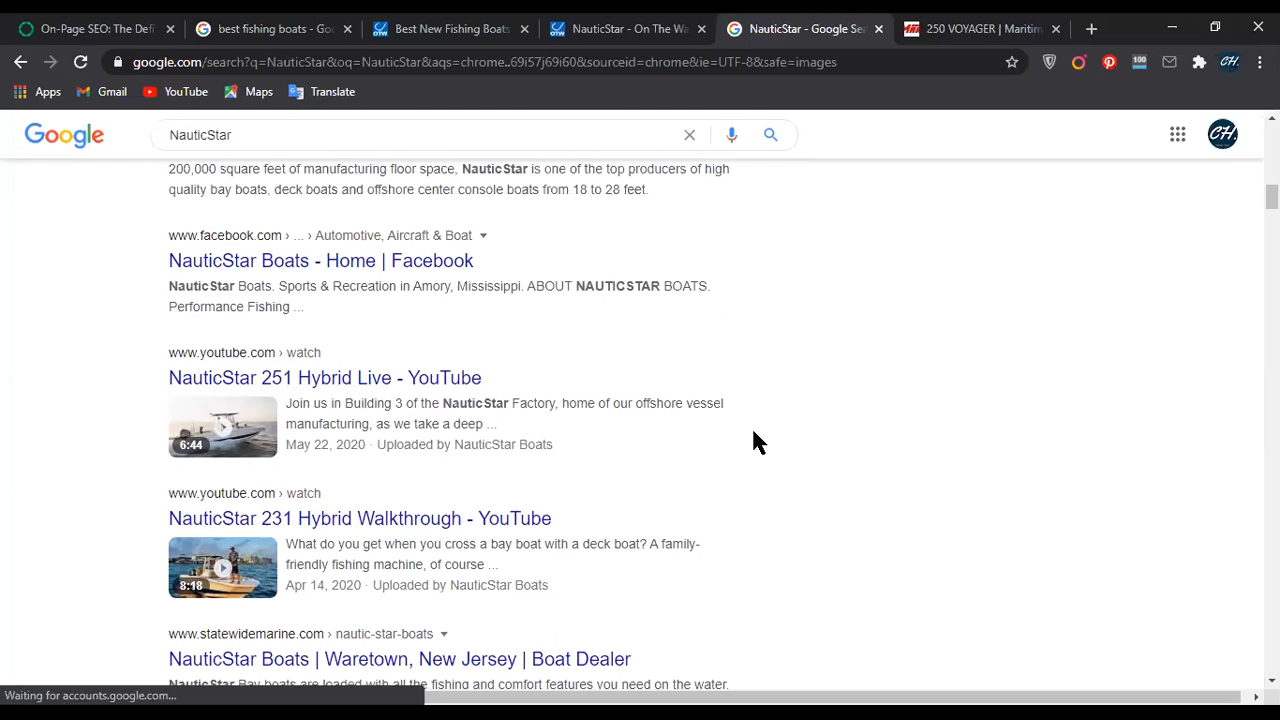 On-Page SEO: The Defi
best fishing boats - Go
Best New Fishing Boats
NauticStar - On The Wa
NauticStar - Google Sea
250 VOYAGER | Maritim
google.com/search?q=NauticStar&oq=NauticStar&aqs=chrome..69i57j69i60&sourceid=chrome&ie=UTF-8&safe=images
100
CH.
Apps
Gmail
YouTube
Maps
Translate
Google
NauticStar
CH.
200,000 square feet of manufacturing floor space, NauticStar is one of the top producers of high
quality bay boats, deck boats and offshore center console boats from 18 to 28 feet.
www.facebook.com › ... › Automotive, Aircraft & Boat
NauticStar Boats - Home | Facebook
NauticStar Boats. Sports & Recreation in Amory, Mississippi. ABOUT NAUTICSTAR BOATS.
Performance Fishing ...
www.youtube.com › watch
NauticStar 251 Hybrid Live - YouTube
Join us in Building 3 of the NauticStar Factory, home of our offshore vessel
manufacturing, as we take a deep ...
6:44
May 22, 2020 · Uploaded by NauticStar Boats
www.youtube.com › watch
NauticStar 231 Hybrid Walkthrough - YouTube
What do you get when you cross a bay boat with a deck boat? A family-
friendly fishing machine, of course ...
8:18
Apr 14, 2020 · Uploaded by NauticStar Boats
www.statewidemarine.com › nautic-star-boats
NauticStar Boats | Waretown, New Jersey | Boat Dealer
NauticStar Bay boats are loaded with all the fishing and comfort features you need on the water.
Waiting for accounts.google.com...